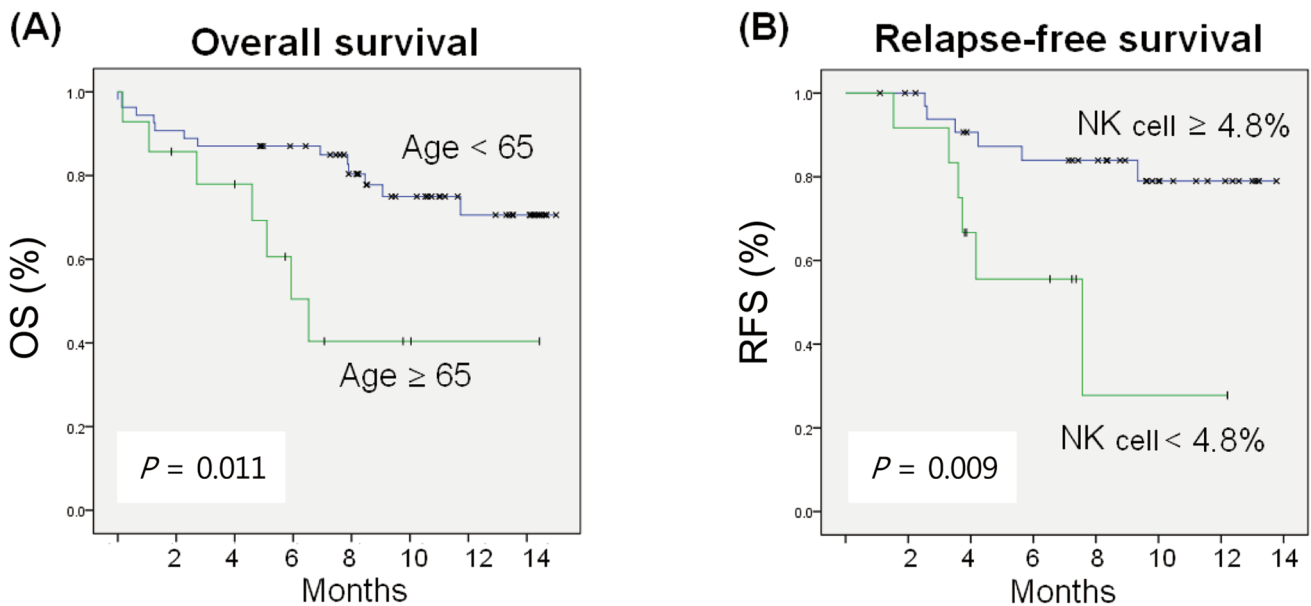 (A)
Overall survival
OS (%)
1.0
0.8
0.6
0.4
0.2
0.0
Age < 65
Age ≥ 65
P = 0.011
2 4 6 8 10 12 14
Months
(B)
Relapse-free survival
RFS (%)
1.0
0.8
0.6
0.4
0.2
0.0
NK cell ≥ 4.8%
NK cell < 4.8%
P = 0.009
2 4 6 8 10 12 14
Months